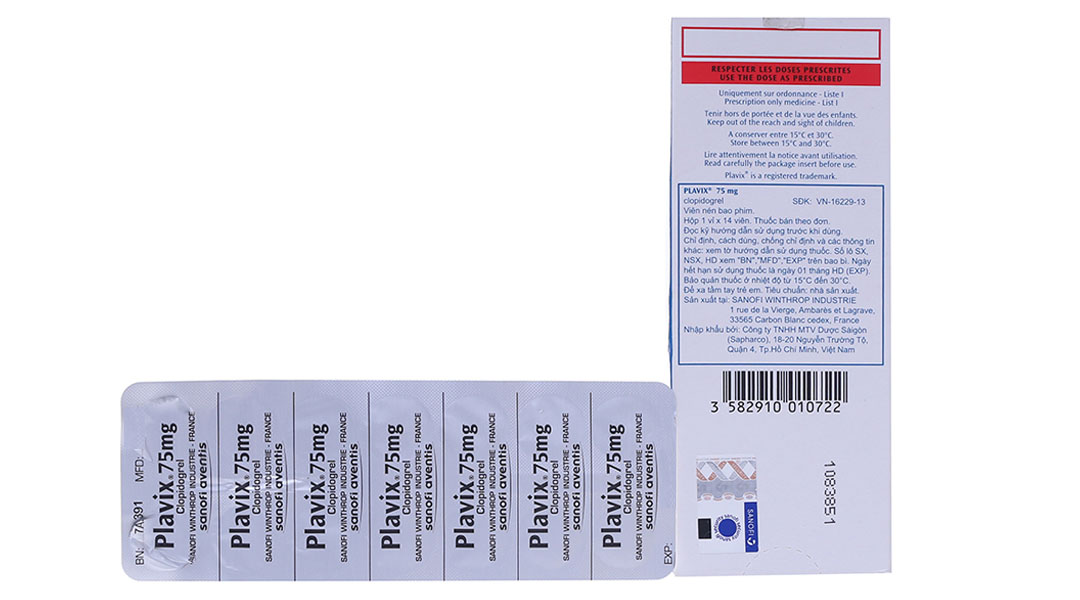 RESPECTER LES DOSES PRESCRITES
USE THE DOSE AS PRESCRIBED
Uniquement sur ordonnance - Liste I
Prescription only medicine - List I
Tenir hors de portée et de la vue des enfants.
Keep out of the reach and sight of children.
A conserver entre 15°C et 30°C.
Store between 15°C and 30°C.
Lire attentivement la notice avant utilisation.
Read carefully the package insert before use.
Plavix® is a registered trademark.
PLAVIX® 75 mg
clopidogrel SĐK: VN-16229-13
Viên nén bao phim.
Hộp 1 vỉ x 14 viên. Thuốc bán theo đơn.
Đọc kỹ hướng dẫn sử dụng trước khi dùng.
Chỉ định, cách dùng, chống chỉ định và các thông tin
khác: xem tờ hướng dẫn sử dụng thuốc. Số lô SX,
NSX, HD xem "BN","MFD","EXP" trên bao bì. Ngày
hết hạn sử dụng thuốc là ngày 01 tháng HD (EXP).
Bảo quản thuốc ở nhiệt độ từ 15°C đến 30°C.
Để xa tầm tay trẻ em. Tiêu chuẩn: nhà sản xuất.
Sản xuất tại: SANOFI WINTHROP INDUSTRIE
1 rue de la Vierge, Ambarès et Lagrave,
33565 Carbon Blanc cedex, France
Nhập khẩu bởi: Công ty TNHH MTV Dược Sàigòn
(Sapharco), 18-20 Nguyễn Trường Tộ,
Quận 4, Tp.Hồ Chí Minh, Việt Nam
3 582910 010722
1083851
SANOFI
BN: 7A991 MFD:
Plavix® 75mg
Clopidogrel
SANOFI WINTHROP INDUSTRIE - FRANCE
sanofi aventis
Plavix® 75mg
Clopidogrel
SANOFI WINTHROP INDUSTRIE - FRANCE
sanofi aventis
Plavix® 75mg
Clopidogrel
SANOFI WINTHROP INDUSTRIE - FRANCE
sanofi aventis
Plavix® 75mg
Clopidogrel
SANOFI WINTHROP INDUSTRIE - FRANCE
sanofi aventis
Plavix® 75mg
Clopidogrel
SANOFI WINTHROP INDUSTRIE - FRANCE
sanofi aventis
Plavix® 75mg
Clopidogrel
SANOFI WINTHROP INDUSTRIE - FRANCE
sanofi aventis
Plavix® 75mg
Clopidogrel
SANOFI WINTHROP INDUSTRIE - FRANCE
sanofi aventis
EXP: